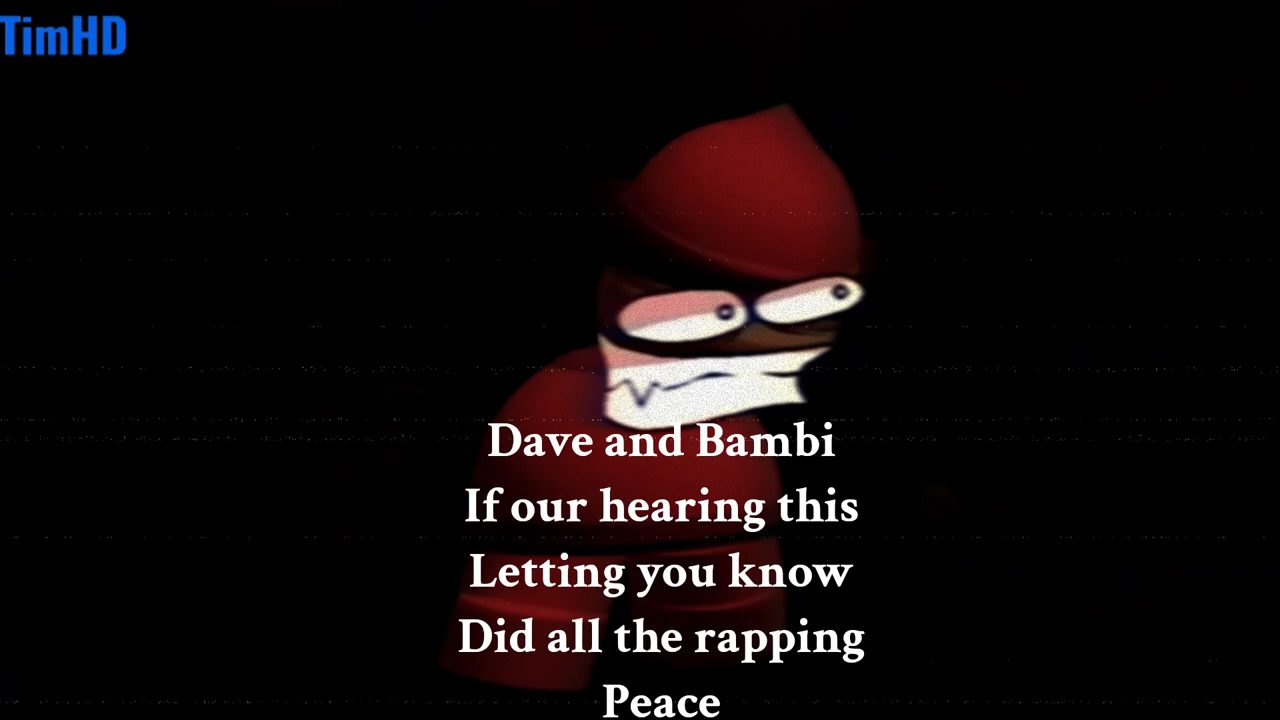 TimHD
Dave and Bambi
If our hearing this
Letting you know
Did all the rapping
Peace